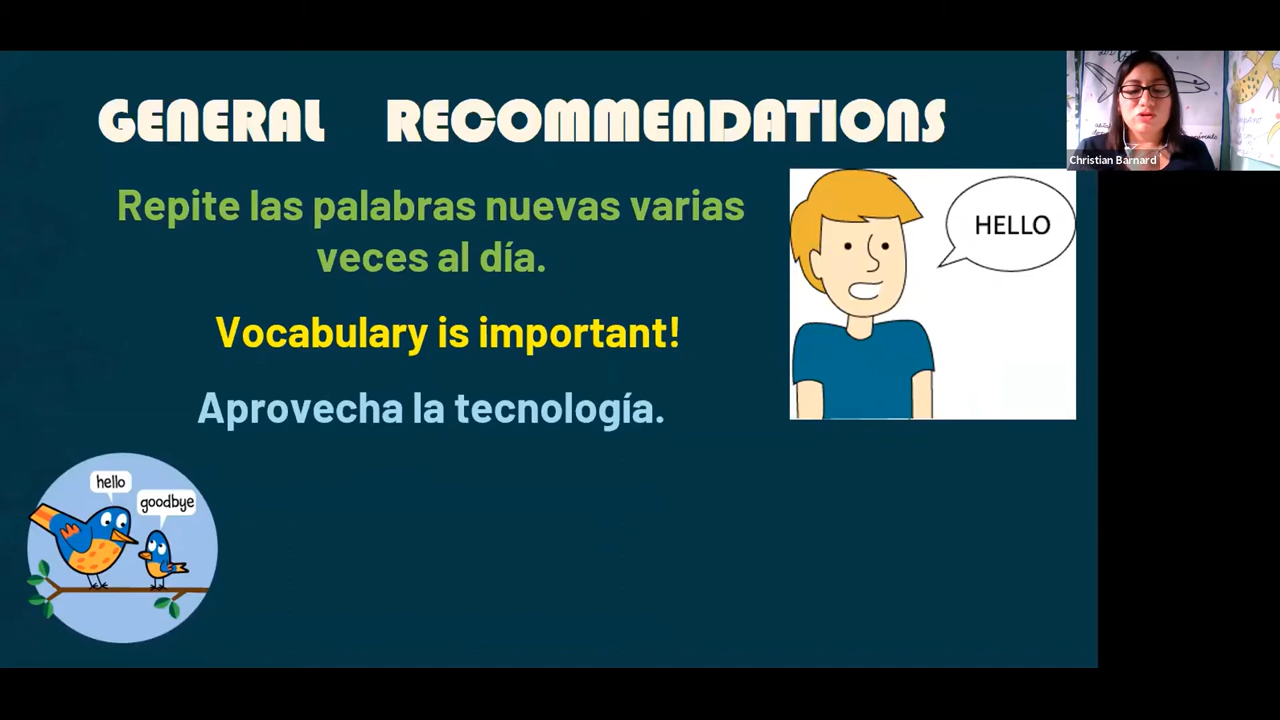 GENERAL RECOMMENDATIONS
Repite las palabras nuevas varias
veces al día.
Vocabulary is important!
Aprovecha la tecnología.
HELLO
hello
goodbye
Christian Barnard